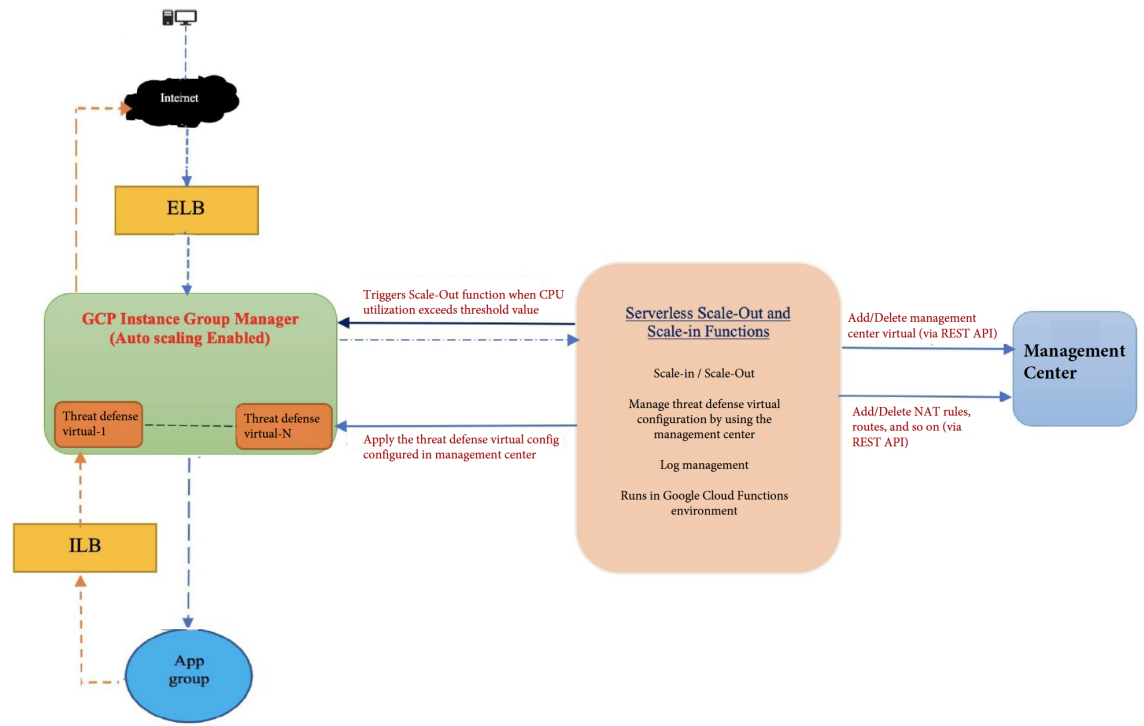 Internet
ELB
GCP Instance Group Manager
(Auto scaling Enabled)
Threat defense
virtual-1
Threat defense
virtual-N
ILB
App
group
Triggers Scale-Out function when CPU
utilization exceeds threshold value
Apply the threat defense virtual config
configured in management center
Serverless Scale-Out and
Scale-in Functions
Scale-in / Scale-Out
Manage threat defense virtual
configuration by using the
management center
Log management
Runs in Google Cloud Functions
environment
Add/Delete management
center virtual (via REST API)
Add/Delete NAT rules,
routes, and so on (via
REST API)
Management
Center